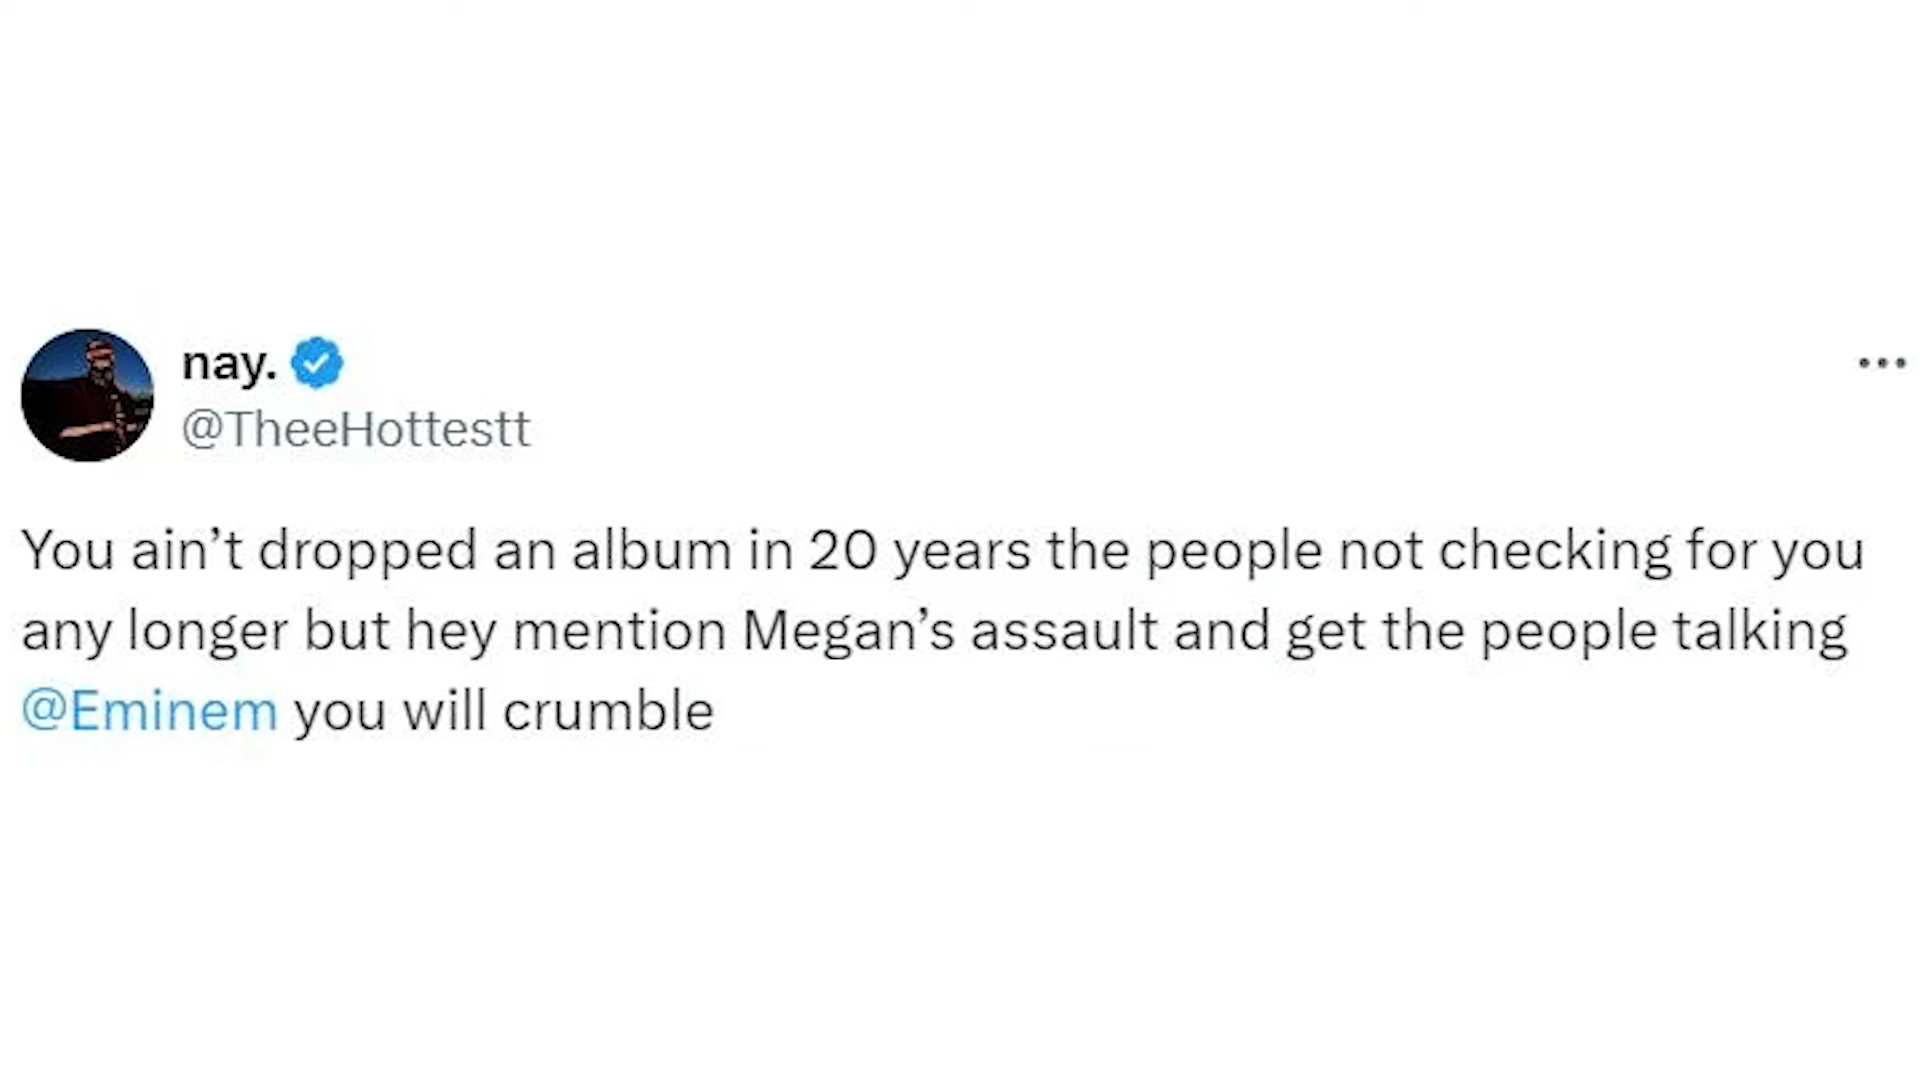 nay.
@TheeHottestt
You ain’t dropped an album in 20 years the people not checking for you
any longer but hey mention Megan’s assault and get the people talking
@Eminem you will crumble